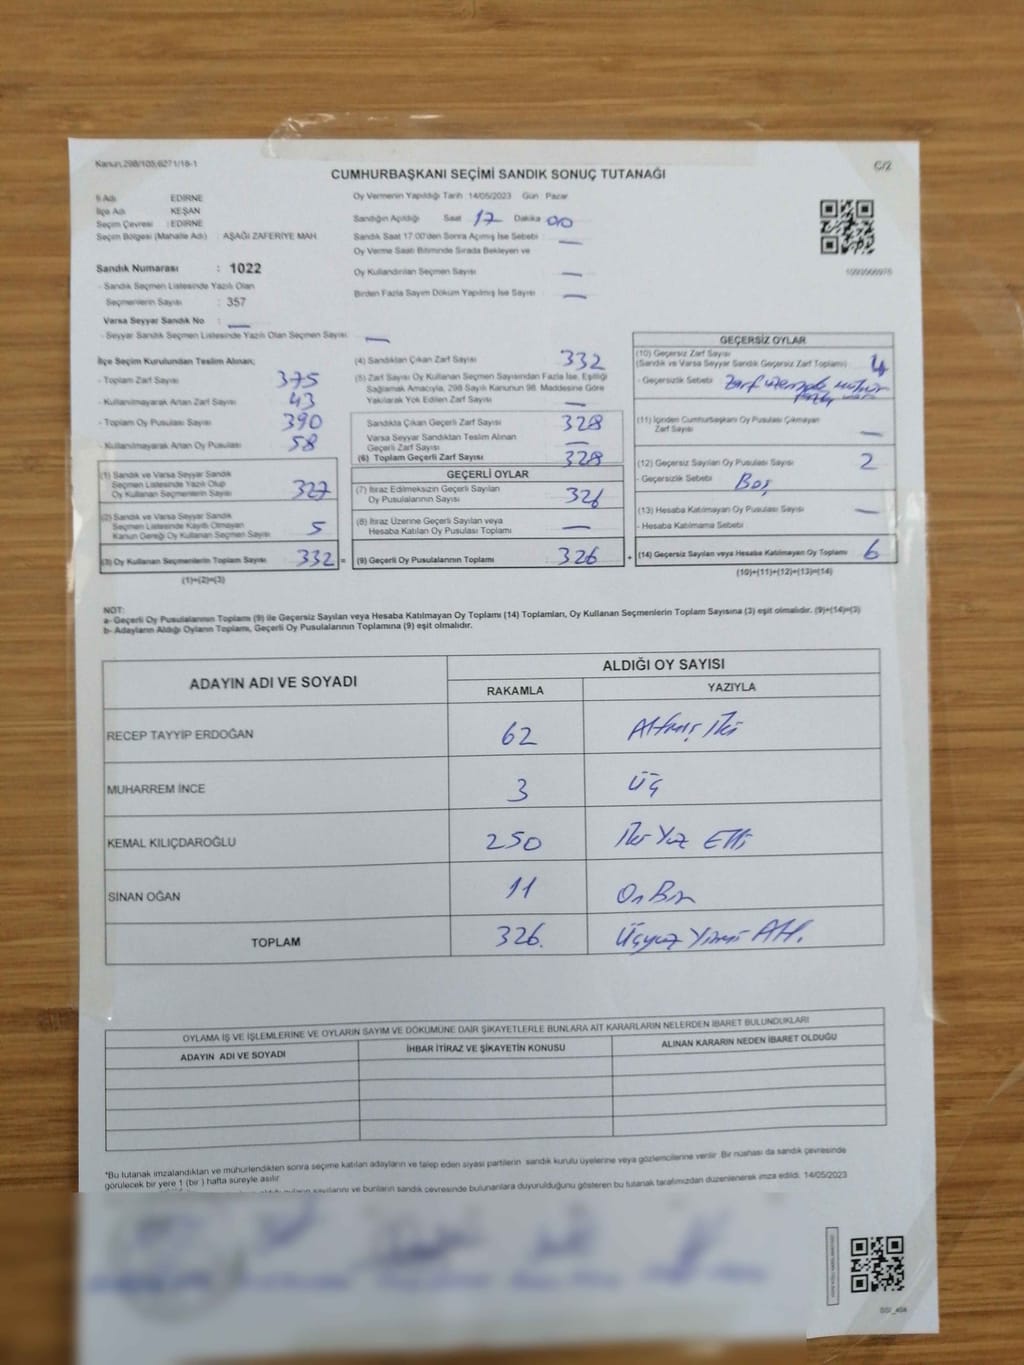 Kanun,298/105;6271/18-1
C/2
CUMHURBAŞKANI SEÇİMİ SANDIK SONUÇ TUTANAĞI
İl Adı EDİRNE
İlçe Adı KEŞAN
Seçim Çevresi : EDİRNE
Seçim Bölgesi (Mahalle Adı) : AŞAĞI ZAFERİYE MAH.
Sandık Numarası : 1022
- Sandık Seçmen Listesinde Yazılı Olan
Seçmenlerin Sayısı : 357
Varsa Seyyar Sandık No : —
- Seyyar Sandık Seçmen Listesinde Yazılı Olan Seçmen Sayısı: —
Oy Vermenin Yapıldığı Tarih 14/05/2023 Gün : Pazar
Sandığın Açıldığı Saat 17 Dakika 00
Sandık Saat 17:00'den Sonra Açmış İse Sebebi : —
Oy Verme Saati Bitiminde Sırada Bekleyen ve
Oy Kullandırılan Seçmen Sayısı —
Birden Fazla Sayım Döküm Yapılmış İse Sayısı : —
İlçe Seçim Kurulundan Teslim Alınan;
- Toplam Zarf Sayısı 375
- Kullanılmayarak Artan Zarf Sayısı 43
- Toplam Oy Pusulası Sayısı 390
- Kullanılmayarak Artan Oy Pusulası 58
(1) Sandık ve Varsa Seyyar Sandık
Seçmen Listesinde Yazılı Olup
Oy Kullanan Seçmenlerin Sayısı 327
(2) Sandık ve Varsa Seyyar Sandık
Seçmen Listesinde Kayıtlı Olmayan
Kanun Gereği Oy Kullanan Seçmen Sayısı 5
(3) Oy Kullanan Seçmenlerin Toplam Sayısı 332 =
(1)+(2)=(3)
(4) Sandıktan Çıkan Zarf Sayısı 332
(5) Zarf Sayısı Oy Kullanan Seçmen Sayısından Fazla İse, Eşitliği
Sağlamak Amacıyla, 298 Sayılı Kanunun 98. Maddesine Göre
Yakılarak Yok Edilen Zarf Sayısı —
Sandıkta Çıkan Geçerli Zarf Sayısı 328
Varsa Seyyar Sandıktan Teslim Alınan
Geçerli Zarf Sayısı —
(6) Toplam Geçerli Zarf Sayısı 328
GEÇERLİ OYLAR
(7) İtiraz Edilmeksizin Geçerli Sayılan
Oy Pusulalarının Sayısı 326
(8) İtiraz Üzerine Geçerli Sayılan veya
Hesaba Katılan Oy Pusulası Toplamı —
(9) Geçerli Oy Pusulalarının Toplamı 326 +
GEÇERSİZ OYLAR
(10) Geçersiz Zarf Sayısı
(Sandık ve Varsa Seyyar Sandık Geçersiz Zarf Toplamı) 4
- Geçersizlik Sebebi Zarf üzerinde mühür
(11) İçinden Cumhurbaşkanı Oy Pusulası Çıkmayan
Zarf Sayısı —
(12) Geçersiz Sayılan Oy Pusulası Sayısı 2
- Geçersizlik Sebebi Boş
(13) Hesaba Katılmayan Oy Pusulası Sayısı —
- Hesaba Katılmama Sebebi
(14) Geçersiz Sayılan veya Hesaba Katılmayan Oy Toplamı 6
(10)+(11)+(12)+(13)=(14)
NOT:
a- Geçerli Oy Pusulalarının Toplamı (9) ile Geçersiz Sayılan veya Hesaba Katılmayan Oy Toplamı (14) Toplamları, Oy Kullanan Seçmenlerin Toplam Sayısına (3) eşit olmalıdır. (9)+(14)=(3)
b- Adayların Aldığı Oyların Toplamı, Geçerli Oy Pusulalarının Toplamına (9) eşit olmalıdır.
ADAYIN ADI VE SOYADI ALDIĞI OY SAYISI
RAKAMLA YAZIYLA
RECEP TAYYİP ERDOĞAN 62 Altmış İki
MUHARREM İNCE 3 Üç
KEMAL KILIÇDAROĞLU 250 İki Yüz Elli
SİNAN OĞAN 11 On Bir
TOPLAM 326. Üçyüz Yirmi Altı.
OYLAMA İŞ VE İŞLEMLERİNE VE OYLARIN SAYIM VE DÖKÜMÜNE DAİR ŞİKAYETLERLE BUNLARA AİT KARARLARIN NELERDEN İBARET BULUNDUKLARI
ADAYIN ADI VE SOYADI İHBAR İTİRAZ VE ŞİKAYETİN KONUSU ALINAN KARARIN NEDEN İBARET OLDUĞU
*Bu tutanak imzalandıktan ve mühürlendikten sonra seçime katılan adayların ve talep eden siyasi partilerin sandık kurulu üyelerine veya gözlemcilerine verilir. Bir nüshası da sandık çevresinde
görülecek bir yere 1 (bir ) hafta süreyle asılır
sayılarını ve bunların sandık çevresinde bulunanlara duyurulduğunu gösteren bu tutanak tarafımızdan düzenlenerek imza edildi. 14/05/2023